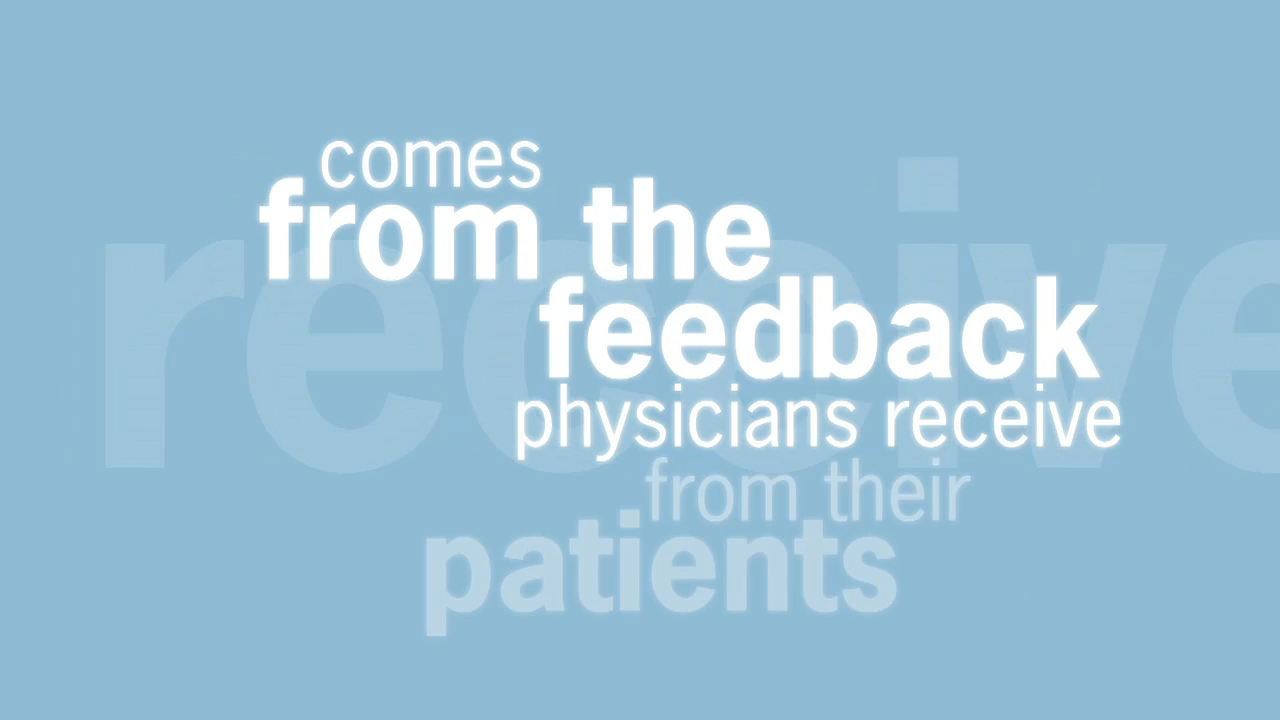 comes
from the
feedback
physicians receive
from their
patients
receive